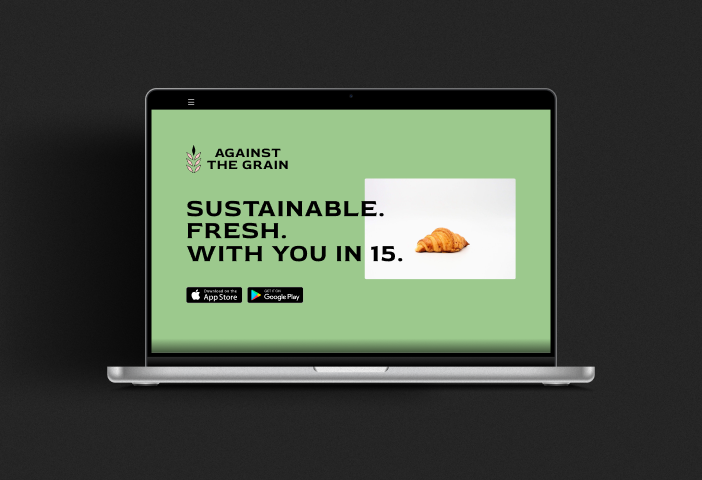 AGAINST
THE GRAIN
SUSTAINABLE.
FRESH.
WITH YOU IN 15.
Download on the
App Store
GET IT ON
Google Play